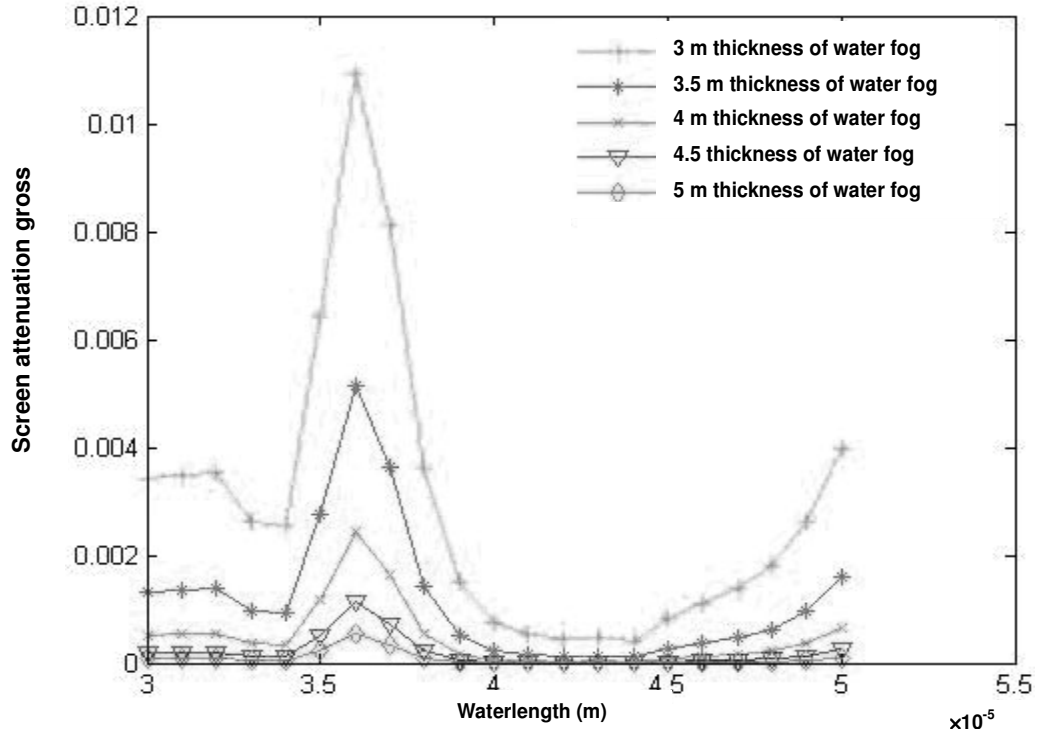 0.012
0.01
0.008
0.006
0.004
0.002
0
Screen attenuation gross
3 m thickness of water fog
3.5 m thickness of water fog
4 m thickness of water fog
4.5 thickness of water fog
5 m thickness of water fog
3
3.5
4
4.5
5
5.5
Waterlength (m)
×10⁻⁵